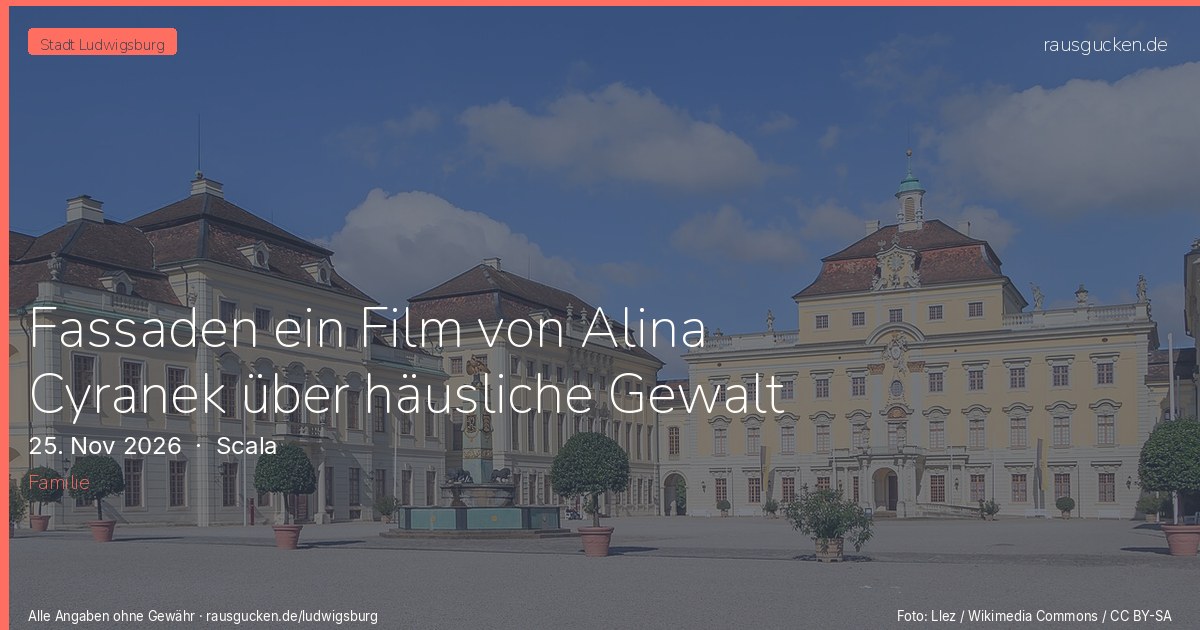 Stadt Ludwigsburg
rausgucken.de
Fassaden ein Film von Alina
Cyranek über häusliche Gewalt
25. Nov 2026 · Scala
Familie
Alle Angaben ohne Gewähr · rausgucken.de/ludwigsburg
Foto: Llez / Wikimedia Commons / CC BY-SA